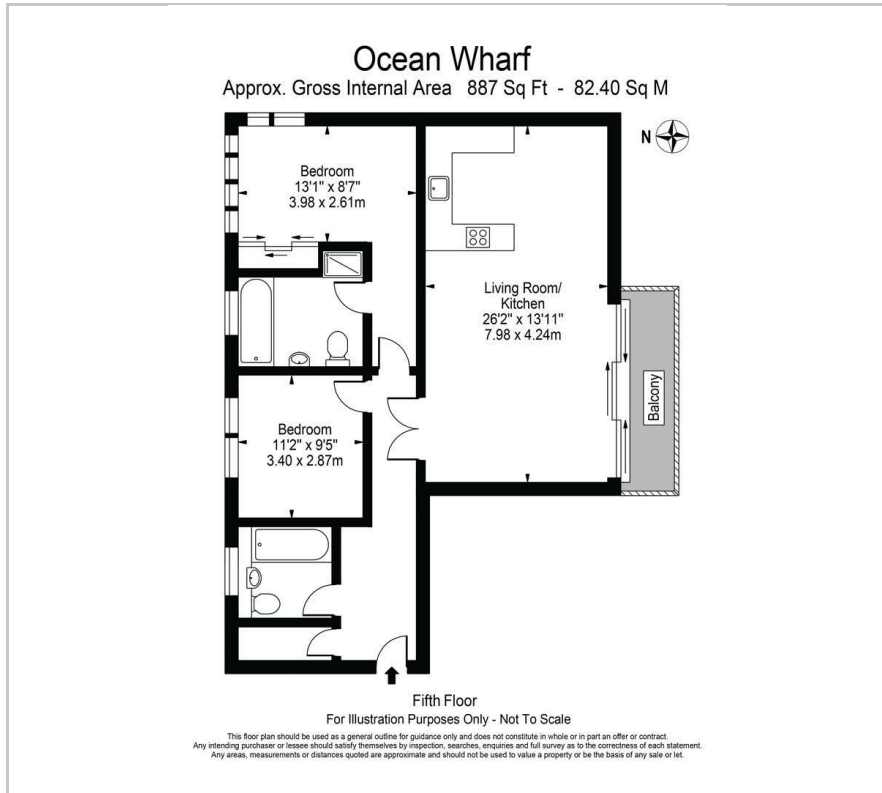 Ocean Wharf
Approx. Gross Internal Area 887 Sq Ft - 82.40 Sq M
N
Bedroom
13'1" x 8'7"
3.98 x 2.61m
Living Room/
Kitchen
26'2" x 13'11"
7.98 x 4.24m
Balcony
Bedroom
11'2" x 9'5"
3.40 x 2.87m
Fifth Floor
For Illustration Purposes Only - Not To Scale
This floor plan should be used as a general outline for guidance only and does not constitute in whole or in part an offer or contract.
Any intending purchaser or lessee should satisfy themselves by inspection, searches, enquiries and full survey as to the correctness of each statement.
Any areas, measurements or distances quoted are approximate and should not be used to value a property or be the basis of any sale or let.